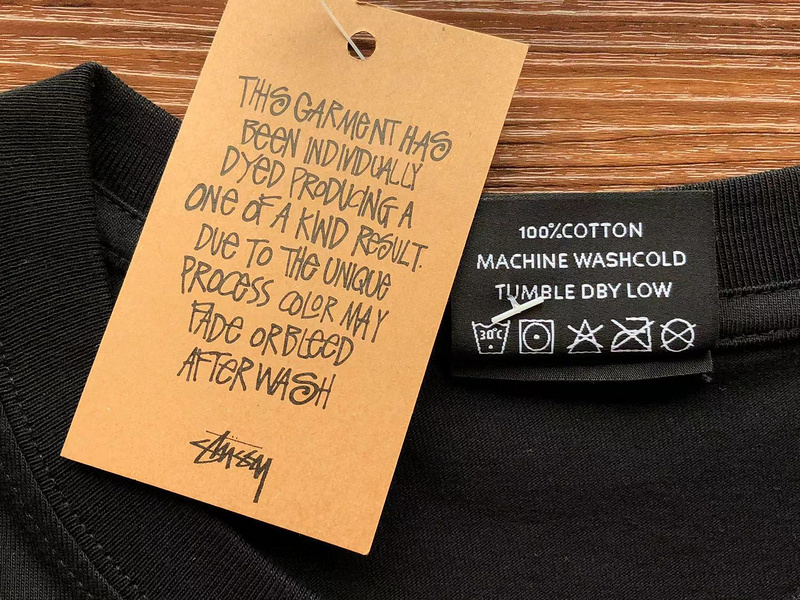 THIS GARMENT HAS
BEEN INDIVIDUALLY
DYED PRODUCING A
ONE OF A KIND RESULT.
DUE TO THE UNIQUE
PROCESS COLOR MAY
FADE OR BLEED
AFTER WASH
Stüssy
100%COTTON
MACHINE WASHCOLD
TUMBLE DBY LOW
30°C